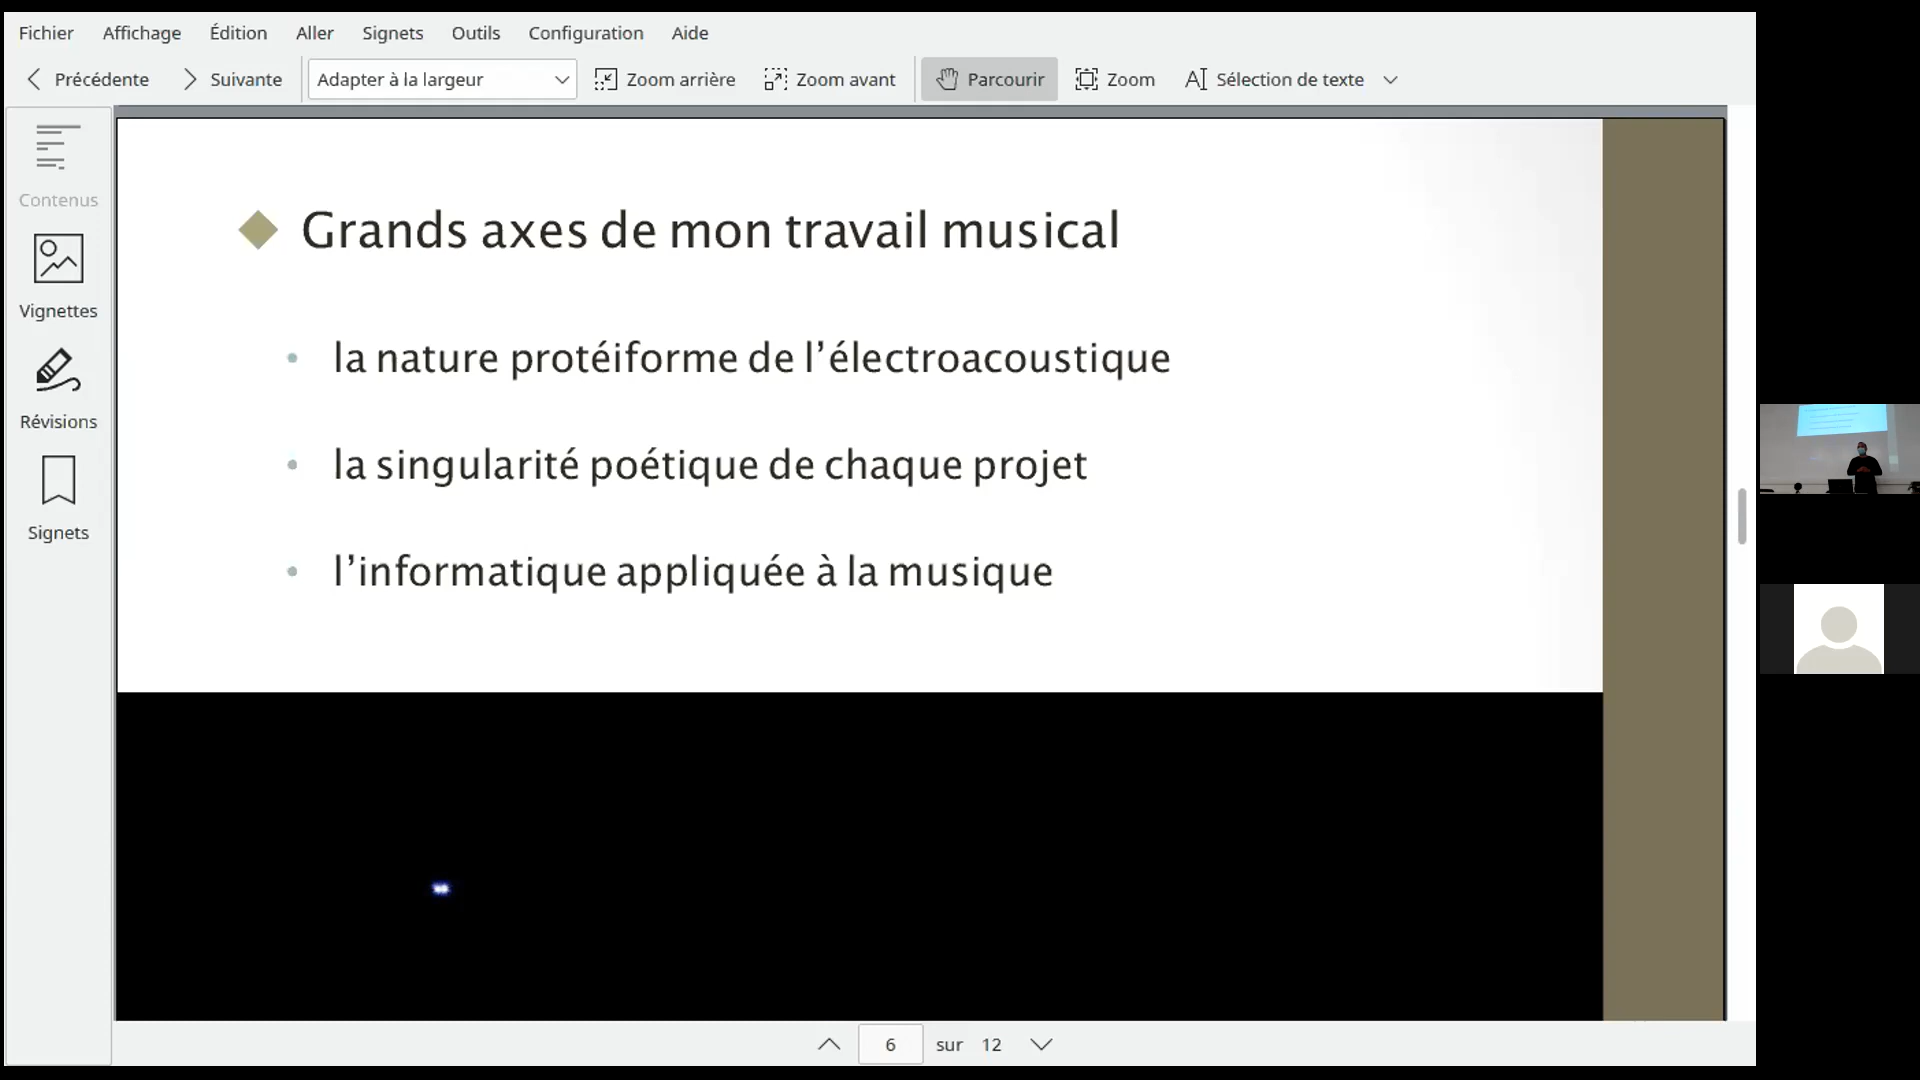 Fichier Affichage Édition Aller Signets Outils Configuration Aide
Précédente Suivante Adapter à la largeur Zoom arrière Zoom avant Parcourir Zoom Sélection de texte
Contenus
Vignettes
Révisions
Signets
Grands axes de mon travail musical
• la nature protéiforme de l’électroacoustique
• la singularité poétique de chaque projet
• l’informatique appliquée à la musique
6 sur 12